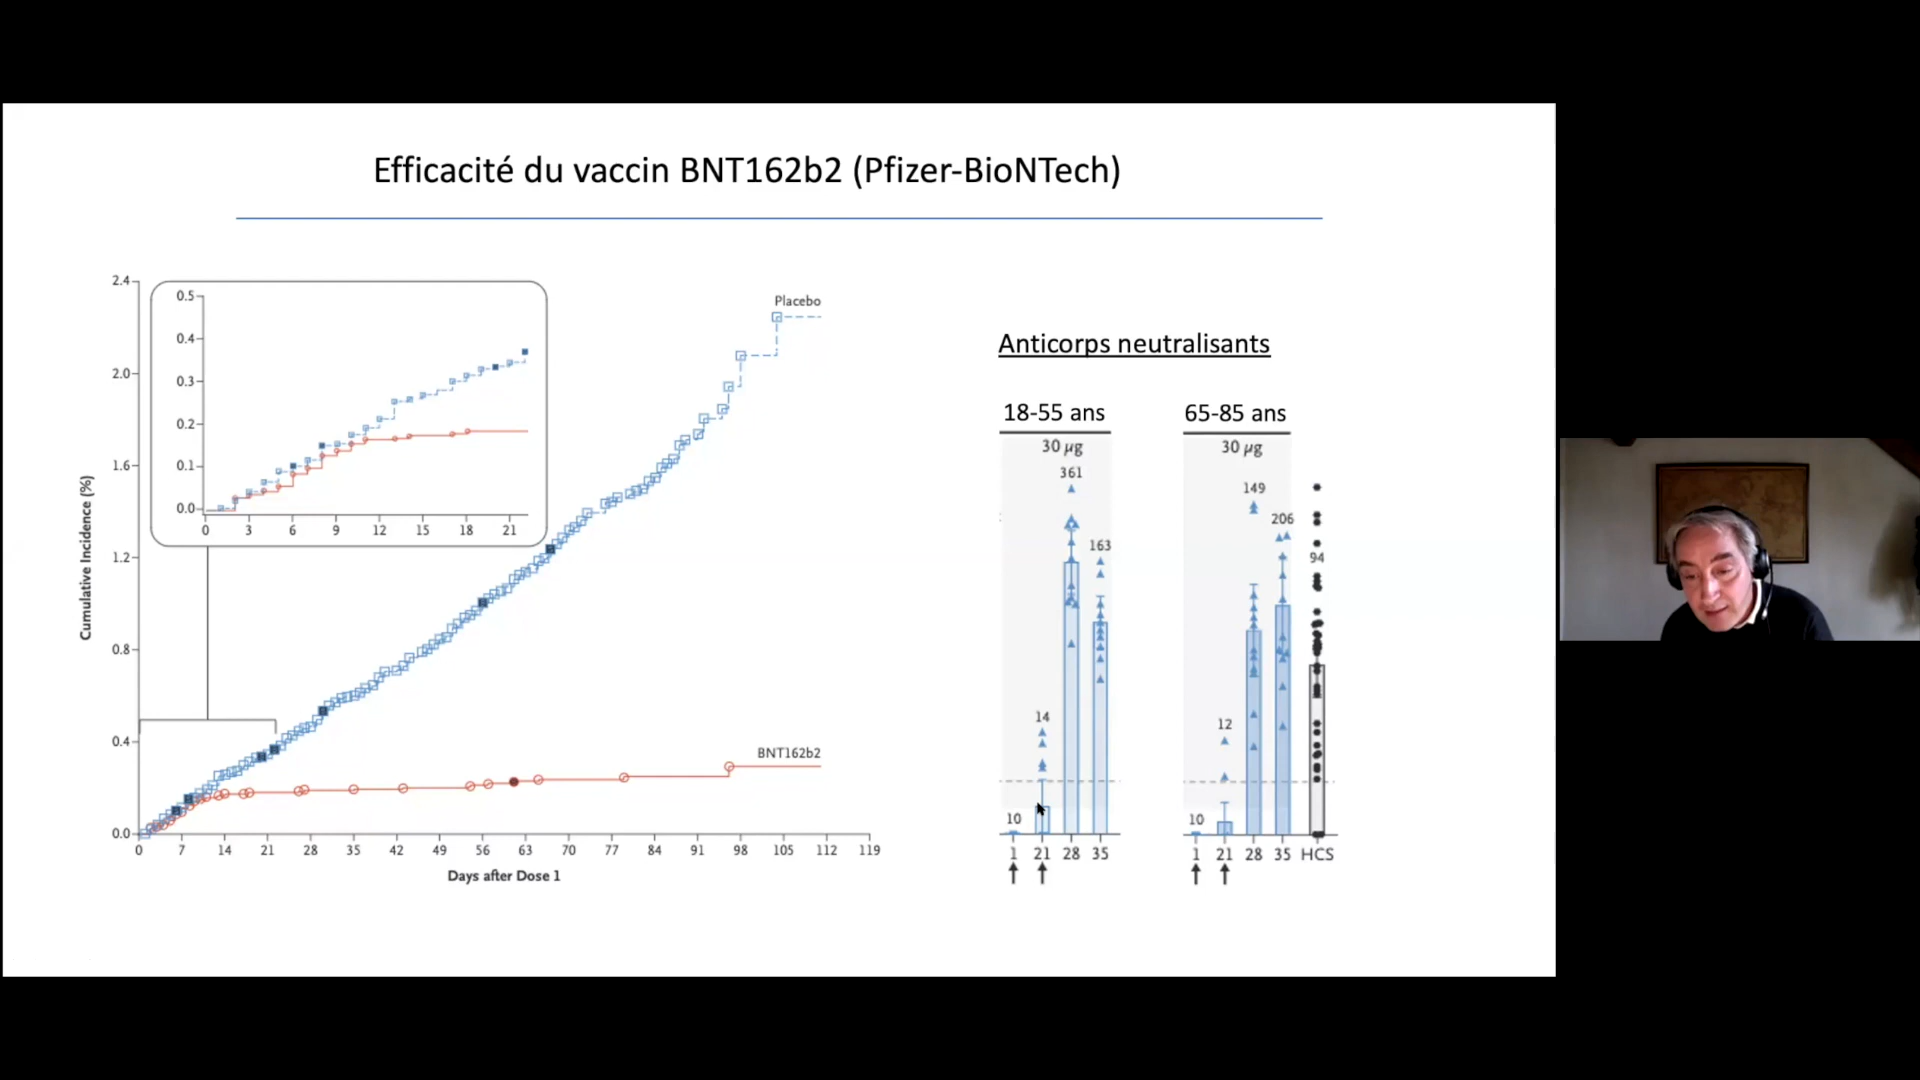 Efficacité du vaccin BNT162b2 (Pfizer-BioNTech)
2.4
2.0
1.6
1.2
0.8
0.4
0.0
Cumulative Incidence (%)
0.5
0.4
0.3
0.2
0.1
0.0
0 3 6 9 12 15 18 21
Placebo
BNT162b2
0 7 14 21 28 35 42 49 56 63 70 77 84 91 98 105 112 119
Days after Dose 1
Anticorps neutralisants
18-55 ans
30 µg
361
163
14
10
1 21 28 35
65-85 ans
30 µg
149
206
94
12
10
1 21 28 35 HCS